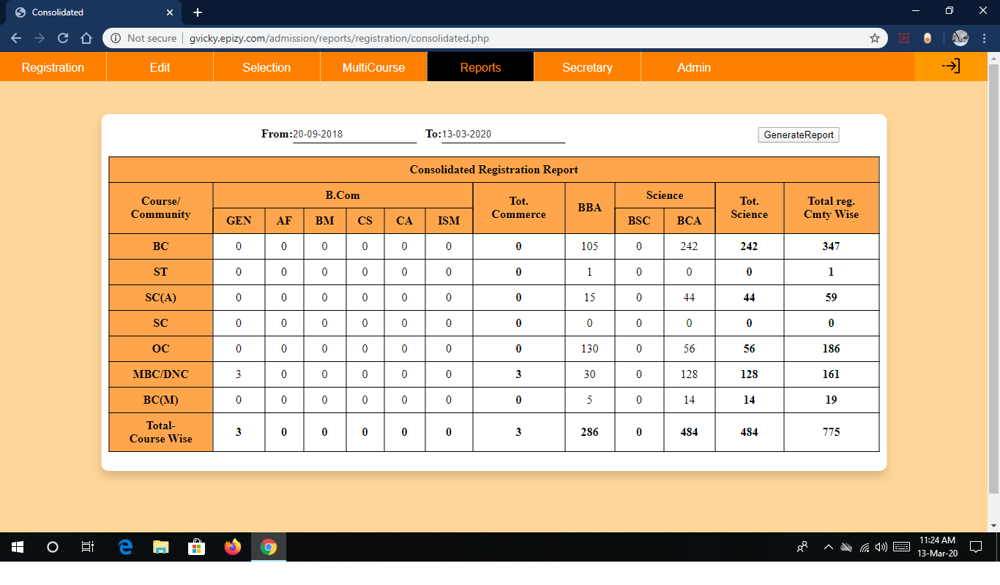 Consolidated
Not secure | gvicky.epizy.com/admission/reports/registration/consolidated.php
Registration Edit Selection MultiCourse Reports Secretary Admin
From:20-09-2018 To:13-03-2020 GenerateReport
Consolidated Registration Report
Course/ Community B.Com Tot. Commerce BBA Science Tot. Science Total reg. Cmty Wise
GEN AF BM CS CA ISM BSC BCA
BC 0 0 0 0 0 0 0 105 0 242 242 347
ST 0 0 0 0 0 0 0 1 0 0 0 1
SC(A) 0 0 0 0 0 0 0 15 0 44 44 59
SC 0 0 0 0 0 0 0 0 0 0 0 0
OC 0 0 0 0 0 0 0 130 0 56 56 186
MBC/DNC 3 0 0 0 0 0 3 30 0 128 128 161
BC(M) 0 0 0 0 0 0 0 5 0 14 14 19
Total- Course Wise 3 0 0 0 0 0 3 286 0 484 484 775
11:24 AM
13-Mar-20